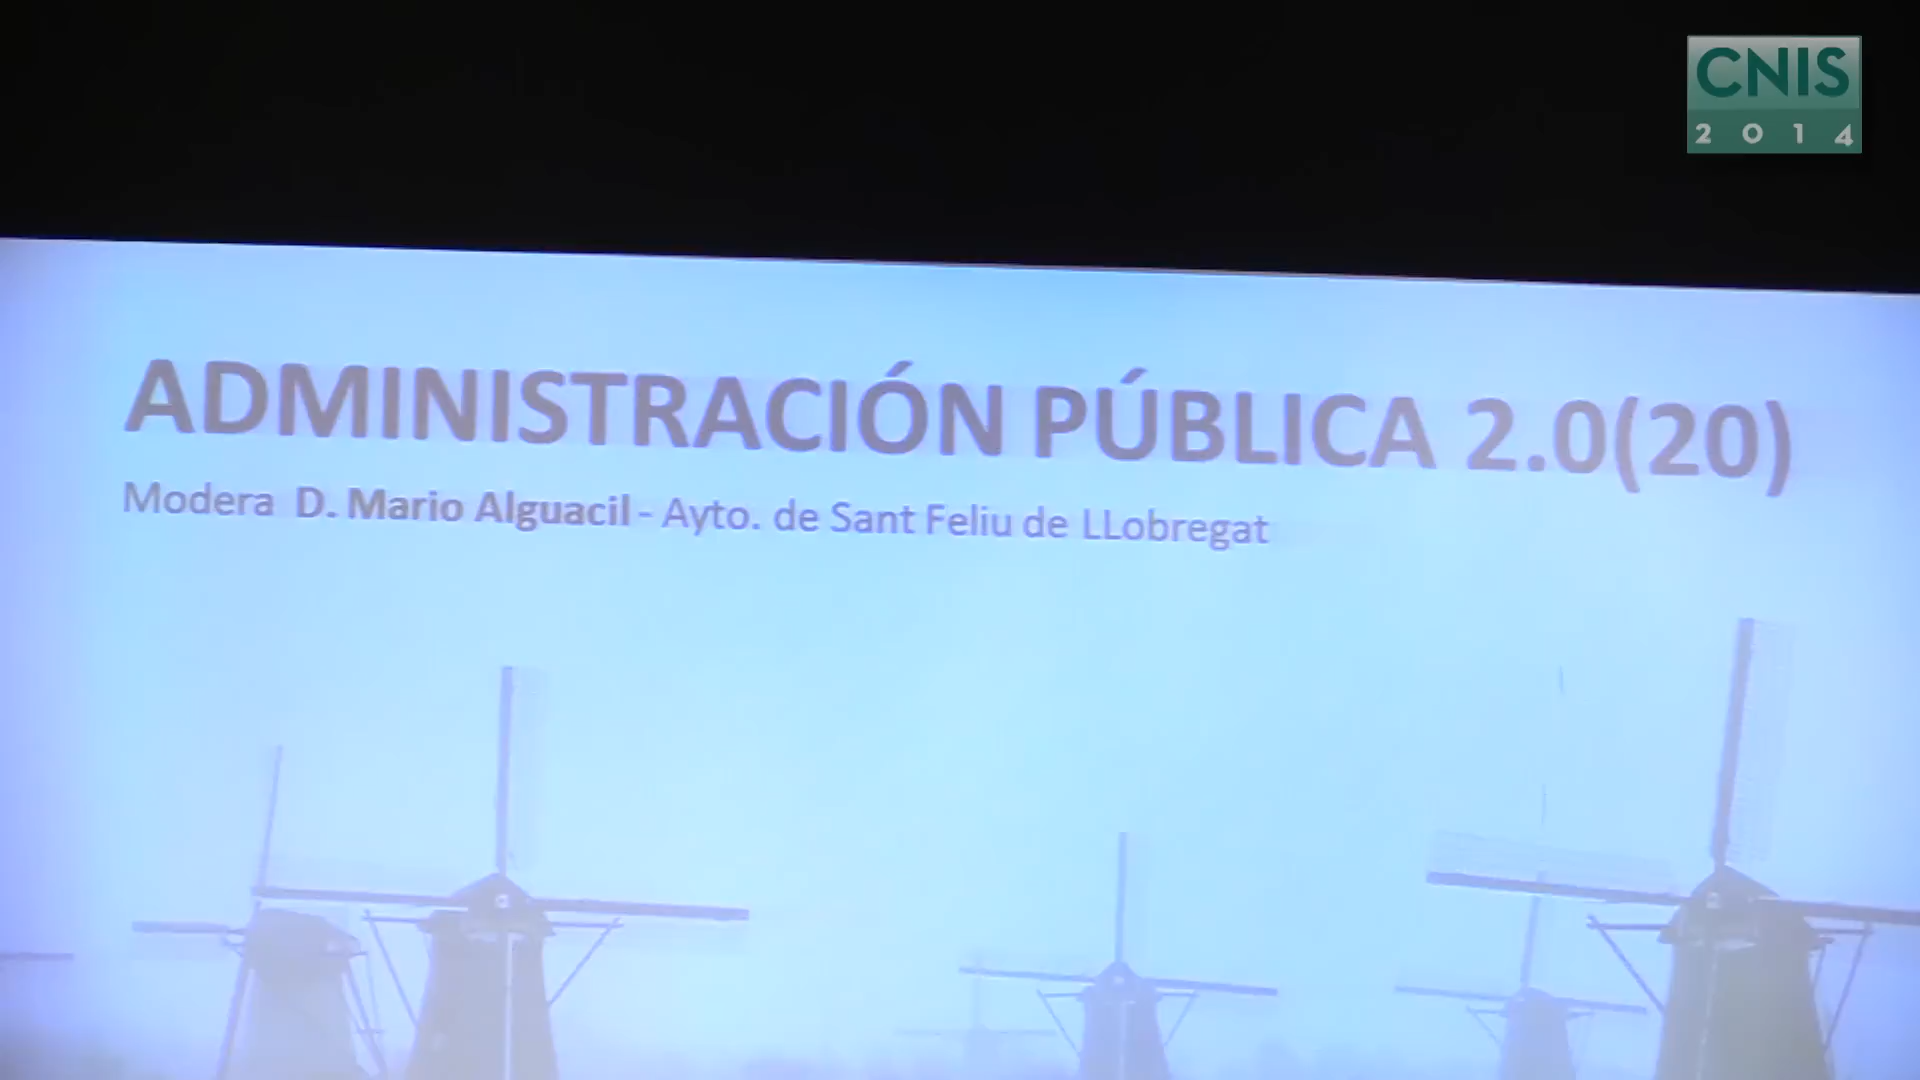 CNIS
2014
ADMINISTRACIÓN PÚBLICA 2.0(20)
Modera D. Mario Alguacil - Ayto. de Sant Feliu de LLobregat